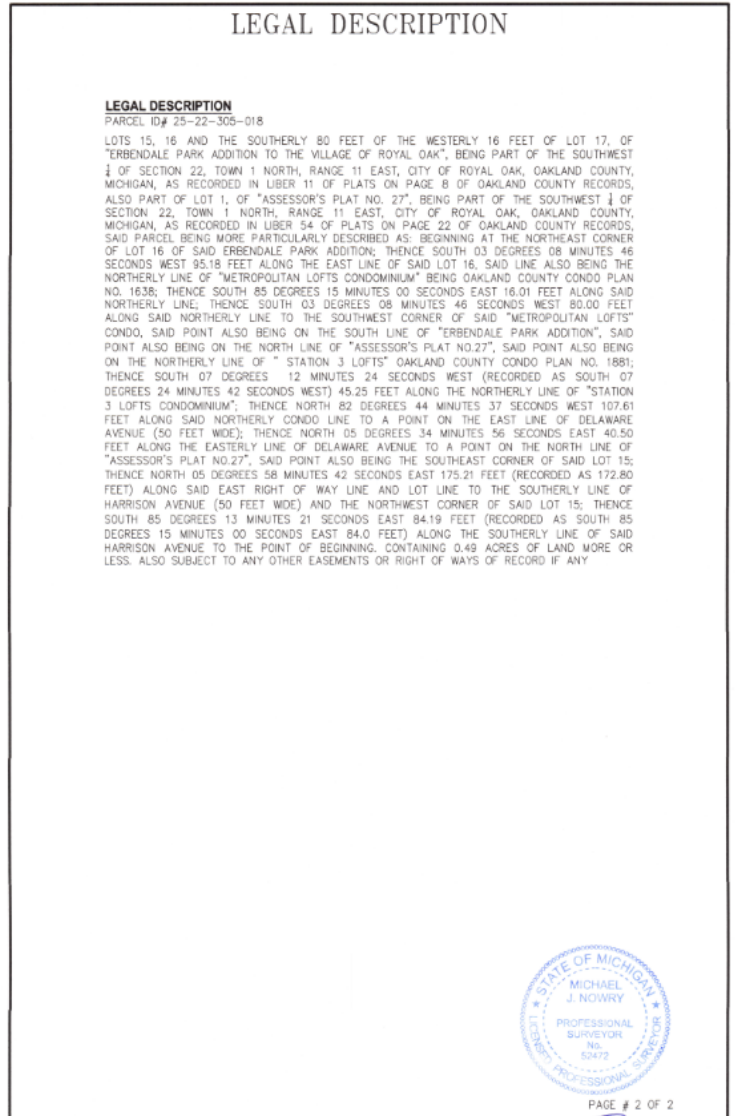 LEGAL DESCRIPTION
LEGAL DESCRIPTION
PARCEL ID# 25-22-305-018
LOTS 15, 16 AND THE SOUTHERLY 80 FEET OF THE WESTERLY 16 FEET OF LOT 17, OF
"ERBENDALE PARK ADDITION TO THE VILLAGE OF ROYAL OAK", BEING PART OF THE SOUTHWEST
¼ OF SECTION 22, TOWN 1 NORTH, RANGE 11 EAST, CITY OF ROYAL OAK, OAKLAND COUNTY,
MICHIGAN, AS RECORDED IN LIBER 11 OF PLATS ON PAGE 8 OF OAKLAND COUNTY RECORDS,
ALSO PART OF LOT 1, OF "ASSESSOR'S PLAT NO. 27", BEING PART OF THE SOUTHWEST ¼ OF
SECTION 22, TOWN 1 NORTH, RANGE 11 EAST, CITY OF ROYAL OAK, OAKLAND COUNTY,
MICHIGAN, AS RECORDED IN LIBER 54 OF PLATS ON PAGE 22 OF OAKLAND COUNTY RECORDS,
SAID PARCEL BEING MORE PARTICULARLY DESCRIBED AS: BEGINNING AT THE NORTHEAST CORNER
OF LOT 16 OF SAID ERBENDALE PARK ADDITION; THENCE SOUTH 03 DEGREES 08 MINUTES 46
SECONDS WEST 95.18 FEET ALONG THE EAST LINE OF SAID LOT 16, SAID LINE ALSO BEING THE
NORTHERLY LINE OF "METROPOLITAN LOFTS CONDOMINIUM" BEING OAKLAND COUNTY CONDO PLAN
NO. 1638; THENCE SOUTH 85 DEGREES 15 MINUTES 00 SECONDS EAST 16.01 FEET ALONG SAID
NORTHERLY LINE; THENCE SOUTH 03 DEGREES 08 MINUTES 46 SECONDS WEST 80.00 FEET
ALONG SAID NORTHERLY LINE TO THE SOUTHWEST CORNER OF SAID "METROPOLITAN LOFTS"
CONDO, SAID POINT ALSO BEING ON THE SOUTH LINE OF "ERBENDALE PARK ADDITION", SAID
POINT ALSO BEING ON THE NORTH LINE OF "ASSESSOR'S PLAT NO.27", SAID POINT ALSO BEING
ON THE NORTHERLY LINE OF " STATION 3 LOFTS" OAKLAND COUNTY CONDO PLAN NO. 1881;
THENCE SOUTH 07 DEGREES 12 MINUTES 24 SECONDS WEST (RECORDED AS SOUTH 07
DEGREES 24 MINUTES 42 SECONDS WEST) 45.25 FEET ALONG THE NORTHERLY LINE OF "STATION
3 LOFTS CONDOMINIUM"; THENCE NORTH 82 DEGREES 44 MINUTES 37 SECONDS WEST 107.61
FEET ALONG SAID NORTHERLY CONDO LINE TO A POINT ON THE EAST LINE OF DELAWARE
AVENUE (50 FEET WIDE); THENCE NORTH 05 DEGREES 34 MINUTES 56 SECONDS EAST 40.50
FEET ALONG THE EASTERLY LINE OF DELAWARE AVENUE TO A POINT ON THE NORTH LINE OF
"ASSESSOR'S PLAT NO.27", SAID POINT ALSO BEING THE SOUTHEAST CORNER OF SAID LOT 15;
THENCE NORTH 05 DEGREES 58 MINUTES 42 SECONDS EAST 175.21 FEET (RECORDED AS 172.80
FEET) ALONG SAID EAST RIGHT OF WAY LINE AND LOT LINE TO THE SOUTHERLY LINE OF
HARRISON AVENUE (50 FEET WIDE) AND THE NORTHWEST CORNER OF SAID LOT 15; THENCE
SOUTH 85 DEGREES 13 MINUTES 21 SECONDS EAST 84.19 FEET (RECORDED AS SOUTH 85
DEGREES 15 MINUTES 00 SECONDS EAST 84.0 FEET) ALONG THE SOUTHERLY LINE OF SAID
HARRISON AVENUE TO THE POINT OF BEGINNING. CONTAINING 0.49 ACRES OF LAND MORE OR
LESS. ALSO SUBJECT TO ANY OTHER EASEMENTS OR RIGHT OF WAYS OF RECORD IF ANY
STATE OF MICHIGAN
MICHAEL
J. NOWRY
PROFESSIONAL
SURVEYOR
No.
52472
LICENSED PROFESSIONAL SURVEYOR
PAGE # 2 OF 2